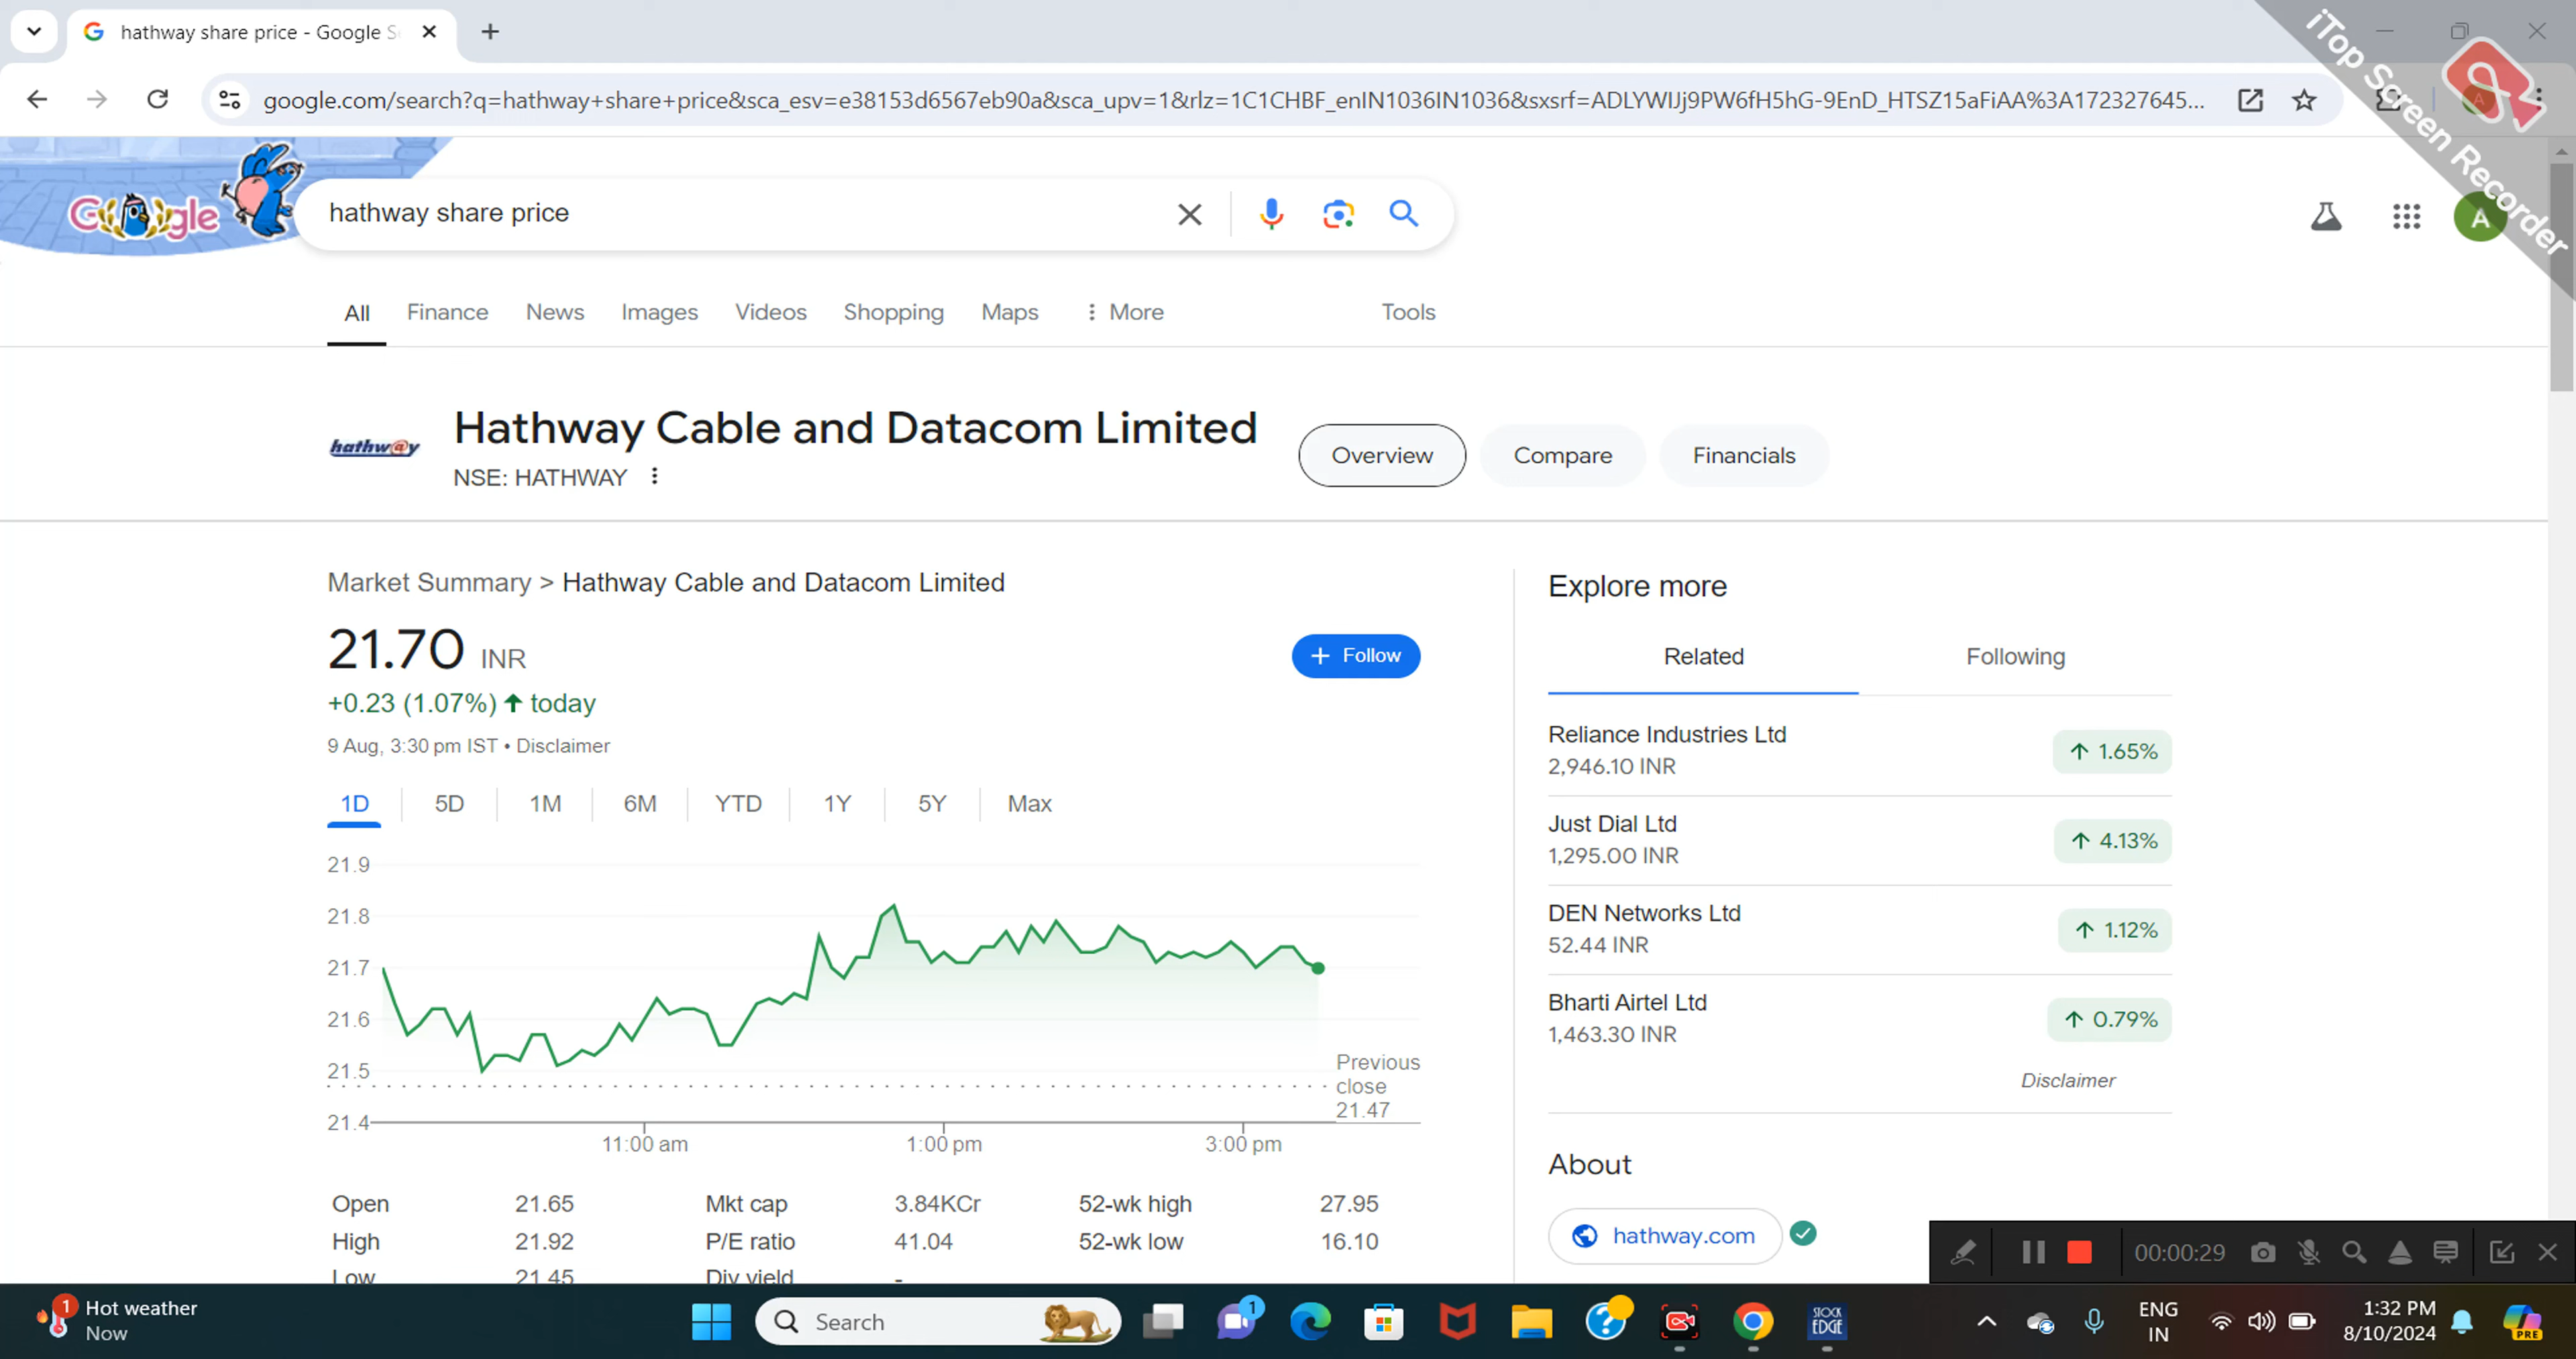 hathway share price - Google S
google.com/search?q=hathway+share+price&sca_esv=e38153d6567eb90a&sca_upv=1&rlz=1C1CHBF_enIN1036IN1036&sxsrf=ADLYWIJj9PW6fH5hG-9EnD_HTSZ15aFiAA%3A172327645...
iTop Screen Recorder
Google
hathway share price
A
All Finance News Images Videos Shopping Maps More Tools
hathw@y
Hathway Cable and Datacom Limited
NSE: HATHWAY
Overview Compare Financials
Market Summary > Hathway Cable and Datacom Limited
21.70 INR
+ Follow
+0.23 (1.07%) ↑ today
9 Aug, 3:30 pm IST • Disclaimer
1D 5D 1M 6M YTD 1Y 5Y Max
21.9
21.8
21.7
21.6
21.5
21.4
Previous
close
21.47
11:00 am 1:00 pm 3:00 pm
Open 21.65 Mkt cap 3.84KCr 52-wk high 27.95
High 21.92 P/E ratio 41.04 52-wk low 16.10
Low 21.45 Div yield -
Explore more
Related Following
Reliance Industries Ltd
2,946.10 INR
↑ 1.65%
Just Dial Ltd
1,295.00 INR
↑ 4.13%
DEN Networks Ltd
52.44 INR
↑ 1.12%
Bharti Airtel Ltd
1,463.30 INR
↑ 0.79%
Disclaimer
About
hathway.com
00:00:29
1
Hot weather
Now
Search
1
STOCK
EDGE
ENG
IN
1:32 PM
8/10/2024
PRE